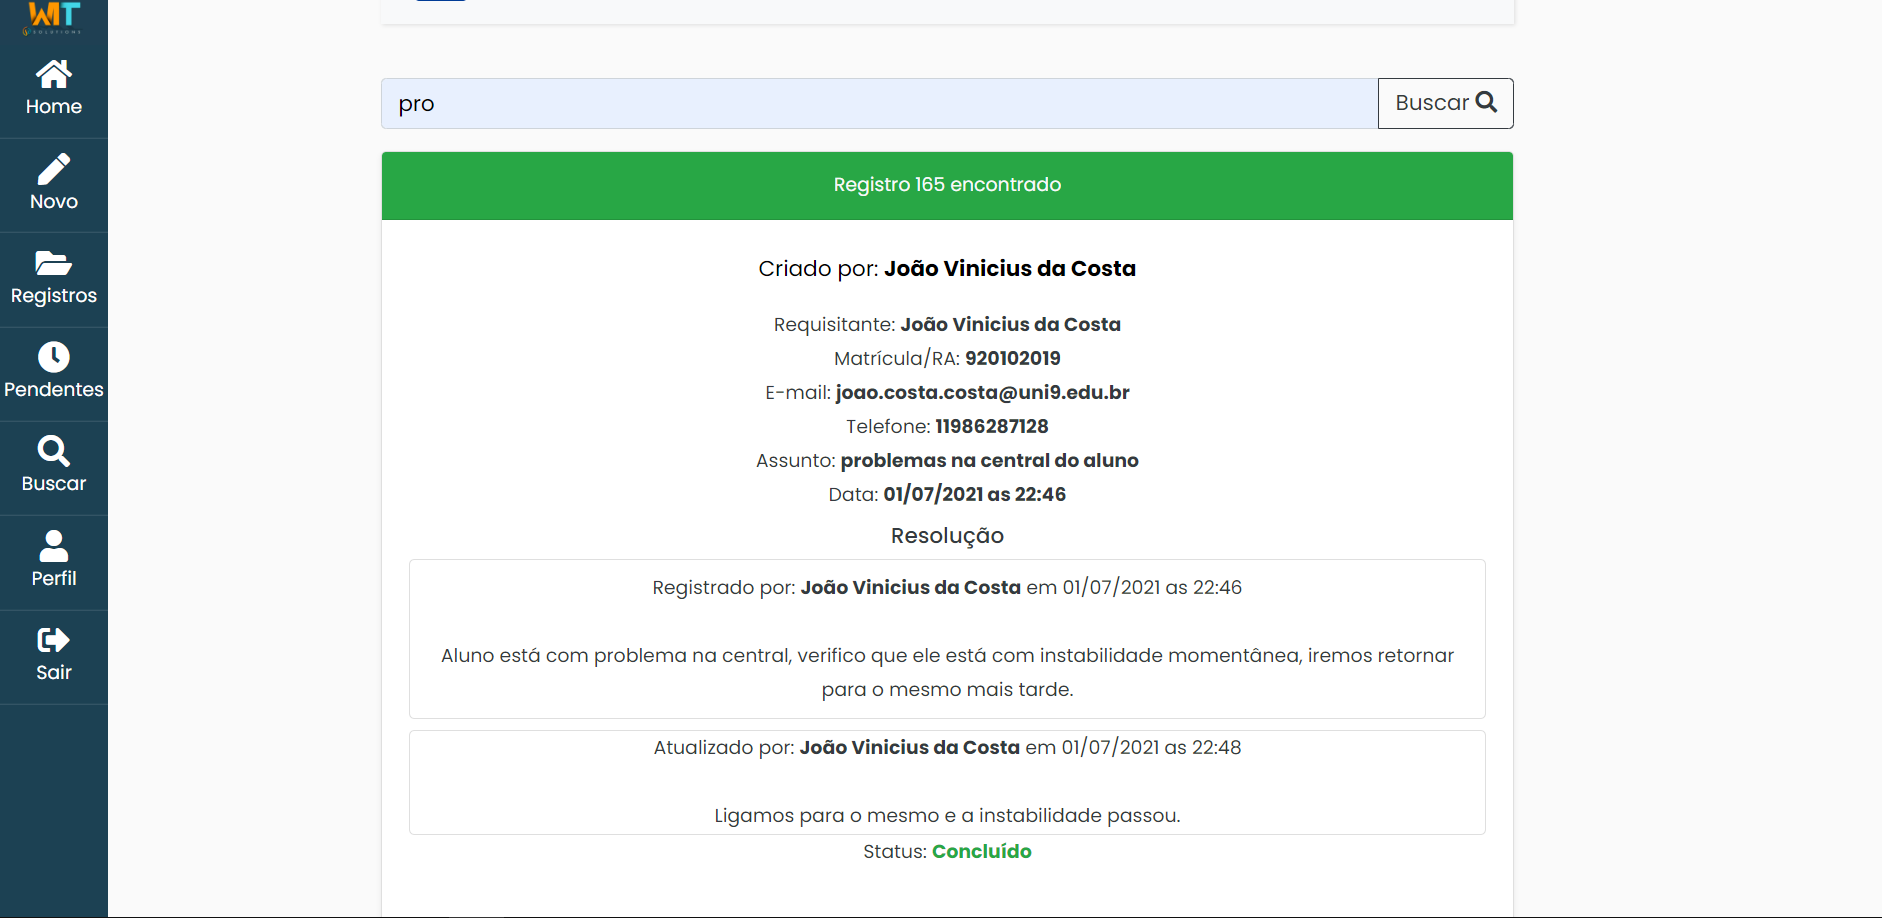 WIT
SOLUTIONS
Home
Novo
Registros
Pendentes
Buscar
Perfil
Sair
pro
Buscar
Registro 165 encontrado
Criado por: João Vinicius da Costa
Requisitante: João Vinicius da Costa
Matrícula/RA: 920102019
E-mail: joao.costa.costa@uni9.edu.br
Telefone: 11986287128
Assunto: problemas na central do aluno
Data: 01/07/2021 as 22:46
Resolução
Registrado por: João Vinicius da Costa em 01/07/2021 as 22:46
Aluno está com problema na central, verifico que ele está com instabilidade momentânea, iremos retornar
para o mesmo mais tarde.
Atualizado por: João Vinicius da Costa em 01/07/2021 as 22:48
Ligamos para o mesmo e a instabilidade passou.
Status: Concluído